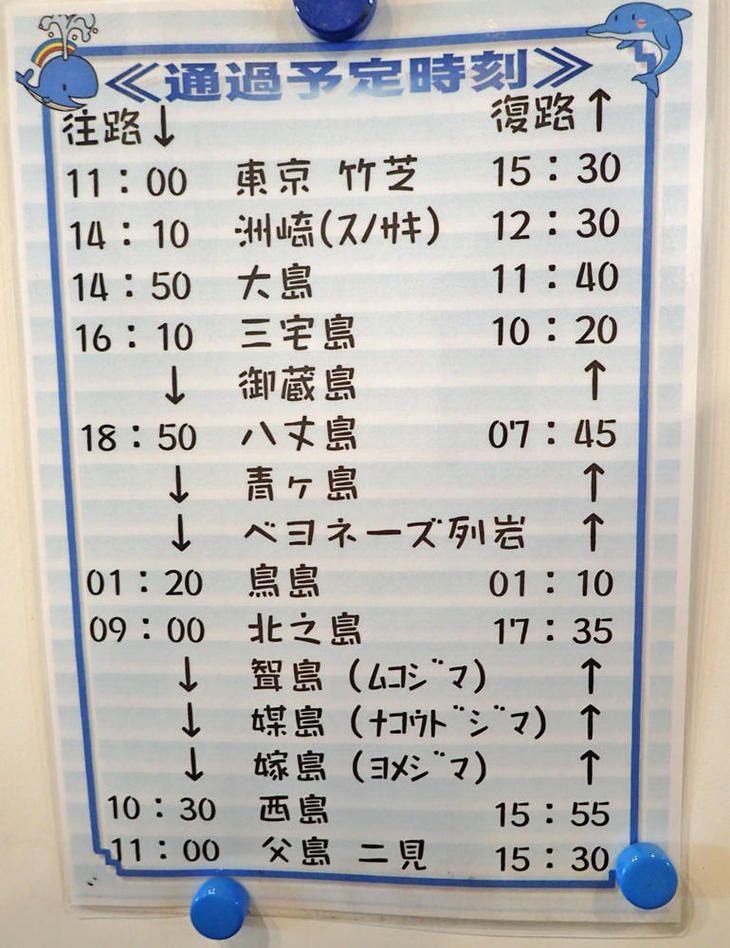 ≪通過予定時刻≫
往路↓ 復路↑
11：00 東京 竹芝 15：30
14：10 洲崎(スノサキ) 12：30
14：50 大島 11：40
16：10 三宅島 10：20
↓ 御蔵島 ↑
18：50 八丈島 07：45
↓ 青ヶ島 ↑
↓ ベヨネーズ列岩 ↑
01：20 鳥島 01：10
09：00 北之島 17：35
↓ 聟島 (ムコジマ) ↑
↓ 媒島 (ナコウドジマ) ↑
↓ 嫁島 (ヨメジマ) ↑
10：30 西島 15：55
11：00 父島 二見 15：30